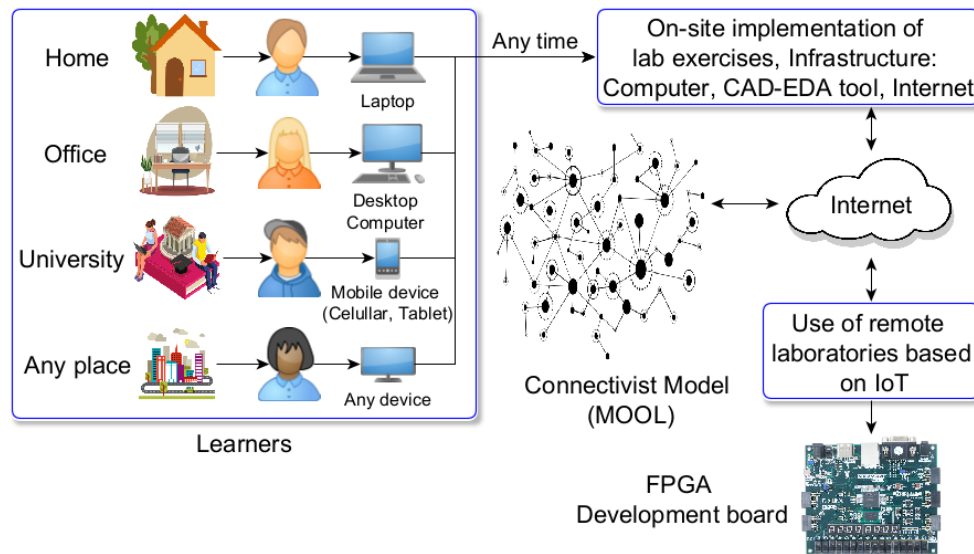 Home
Laptop
Office
Desktop
Computer
University
Mobile device
(Celullar, Tablet)
Any place
Any device
Learners
Any time
On-site implementation of
lab exercises, Infrastructure:
Computer, CAD-EDA tool, Internet
Internet
Connectivist Model
(MOOL)
Use of remote
laboratories based
on IoT
FPGA
Development board